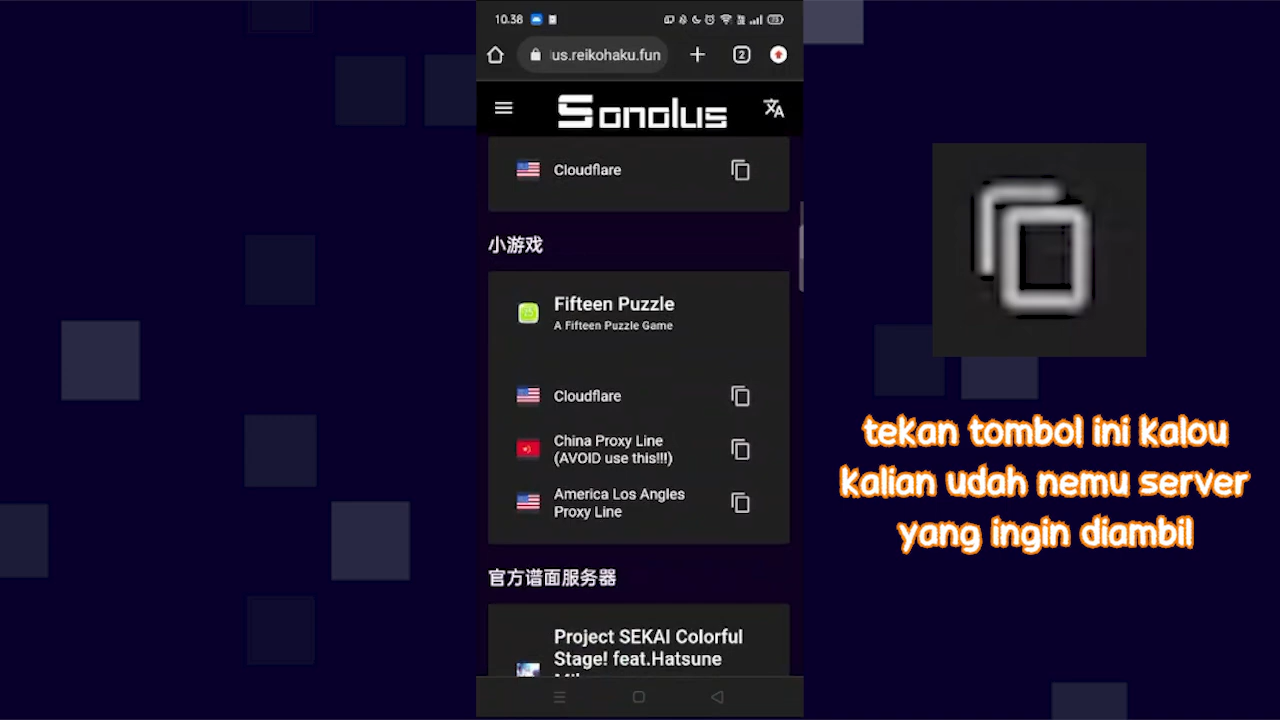 10.38
us.reikohaku.fun
2
Sonolus
Cloudflare
小游戏
Fifteen Puzzle
A Fifteen Puzzle Game
Cloudflare
China Proxy Line
(AVOID use this!!!)
America Los Angles
Proxy Line
官方谱面服务器
Project SEKAI Colorful
Stage! feat.Hatsune
tekan tombol ini kalou
kalian udah nemu server
yang ingin diambil